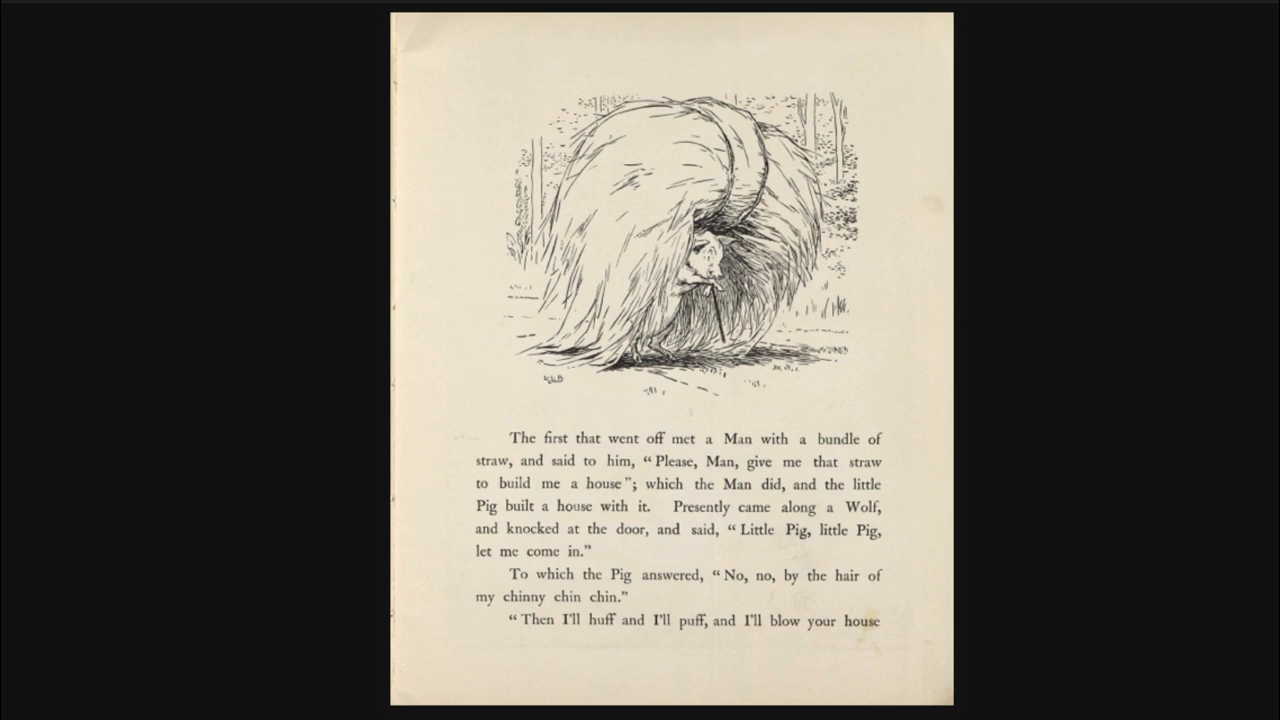 The first that went off met a Man with a bundle of
straw, and said to him, “Please, Man, give me that straw
to build me a house”; which the Man did, and the little
Pig built a house with it. Presently came along a Wolf,
and knocked at the door, and said, “Little Pig, little Pig,
let me come in.”
To which the Pig answered, “No, no, by the hair of
my chinny chin chin.”
“Then I’ll huff and I’ll puff, and I’ll blow your house